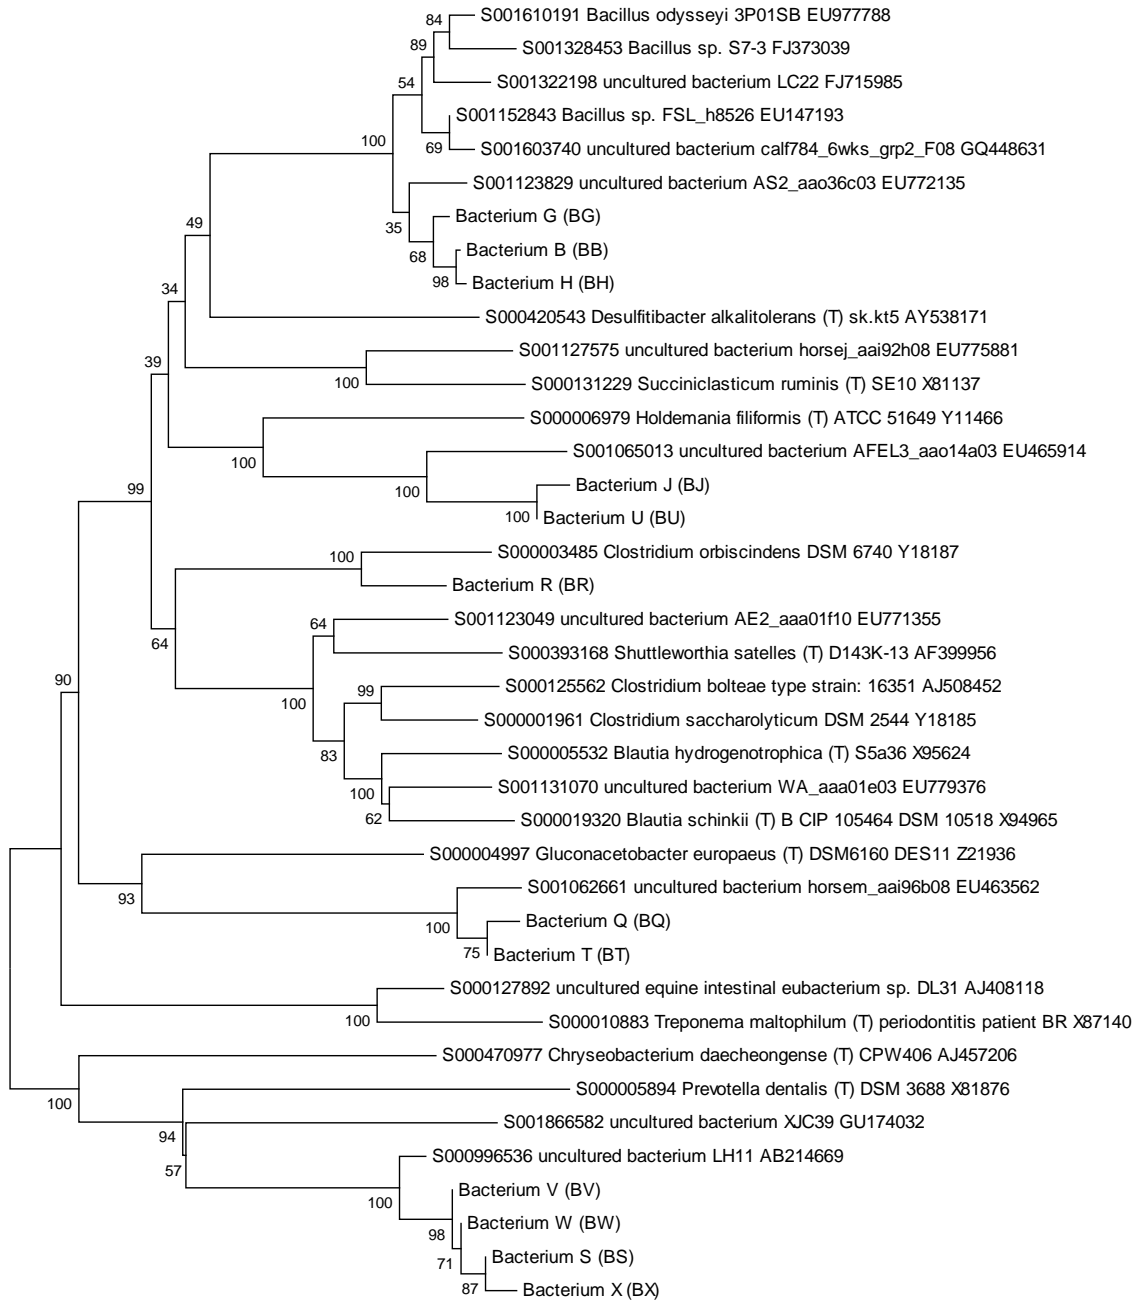 84
S001610191 Bacillus odysseyi 3P01SB EU977788
89
S001328453 Bacillus sp. S7-3 FJ373039
54
S001322198 uncultured bacterium LC22 FJ715985
S001152843 Bacillus sp. FSL_h8526 EU147193
100
69
S001603740 uncultured bacterium calf784_6wks_grp2_F08 GQ448631
S001123829 uncultured bacterium AS2_aao36c03 EU772135
49
35
Bacterium G (BG)
68
Bacterium B (BB)
98
Bacterium H (BH)
34
S000420543 Desulfitibacter alkalitolerans (T) sk.kt5 AY538171
39
S001127575 uncultured bacterium horsej_aai92h08 EU775881
100
S000131229 Succiniclasticum ruminis (T) SE10 X81137
S000006979 Holdemania filiformis (T) ATCC 51649 Y11466
100
S001065013 uncultured bacterium AFEL3_aao14a03 EU465914
99
100
Bacterium J (BJ)
100
Bacterium U (BU)
100
S000003485 Clostridium orbiscindens DSM 6740 Y18187
Bacterium R (BR)
64
S001123049 uncultured bacterium AE2_aaa01f10 EU771355
64
S000393168 Shuttleworthia satelles (T) D143K-13 AF399956
90
100
99
S000125562 Clostridium bolteae type strain: 16351 AJ508452
S000001961 Clostridium saccharolyticum DSM 2544 Y18185
83
S000005532 Blautia hydrogenotrophica (T) S5a36 X95624
100
S001131070 uncultured bacterium WA_aaa01e03 EU779376
62
S000019320 Blautia schinkii (T) B CIP 105464 DSM 10518 X94965
S000004997 Gluconacetobacter europaeus (T) DSM6160 DES11 Z21936
93
S001062661 uncultured bacterium horsem_aai96b08 EU463562
100
Bacterium Q (BQ)
75
Bacterium T (BT)
S000127892 uncultured equine intestinal eubacterium sp. DL31 AJ408118
100
S000010883 Treponema maltophilum (T) periodontitis patient BR X87140
S000470977 Chryseobacterium daecheongense (T) CPW406 AJ457206
100
S000005894 Prevotella dentalis (T) DSM 3688 X81876
94
S001866582 uncultured bacterium XJC39 GU174032
57
S000996536 uncultured bacterium LH11 AB214669
100
Bacterium V (BV)
98
Bacterium W (BW)
71
Bacterium S (BS)
87
Bacterium X (BX)